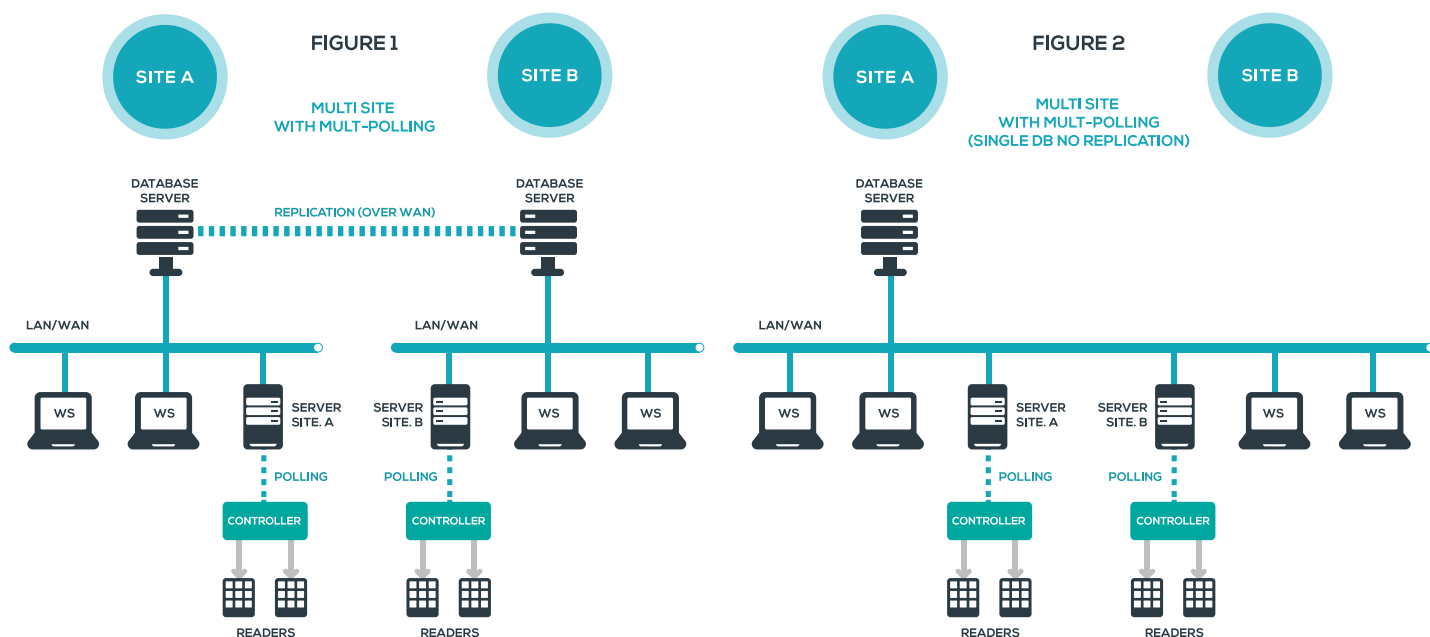 FIGURE 1
SITE A
SITE B
MULTI SITE
WITH MULT-POLLING
DATABASE
SERVER
DATABASE
SERVER
REPLICATION (OVER WAN)
LAN/WAN
LAN/WAN
WS
WS
SERVER
SITE. A
SERVER
SITE. B
WS
WS
POLLING
POLLING
CONTROLLER
CONTROLLER
READERS
READERS
FIGURE 2
SITE A
SITE B
MULTI SITE
WITH MULT-POLLING
(SINGLE DB NO REPLICATION)
DATABASE
SERVER
LAN/WAN
WS
WS
SERVER
SITE. A
SERVER
SITE. B
WS
WS
POLLING
POLLING
CONTROLLER
CONTROLLER
READERS
READERS